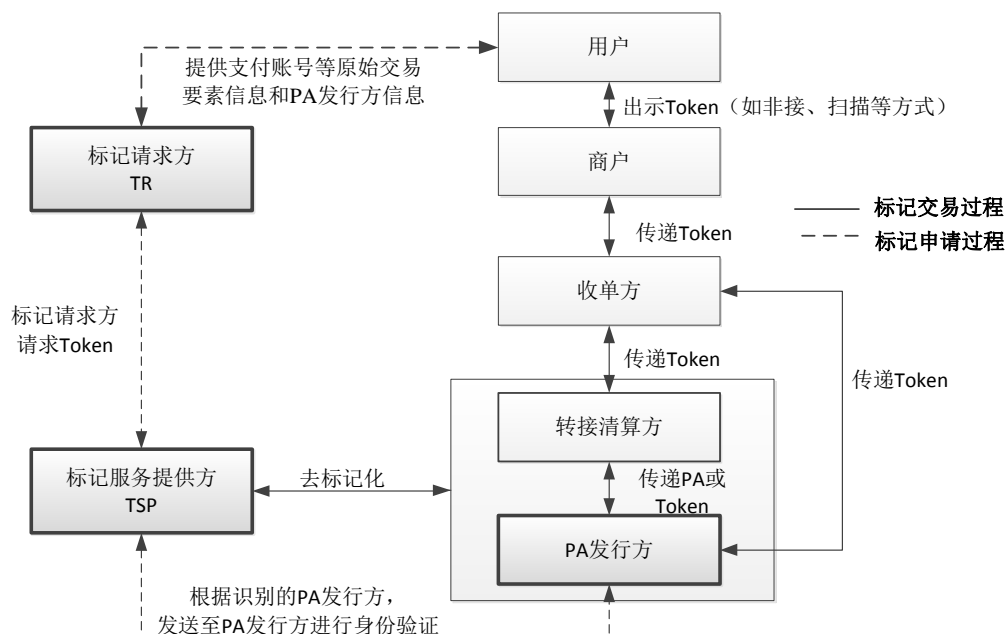 用户
提供支付账号等原始交易
要素信息和PA发行方信息
出示Token（如非接、扫描等方式）
标记请求方
TR
商户
标记交易过程
标记申请过程
传递Token
收单方
标记请求方
请求Token
传递Token
传递Token
转接清算方
标记服务提供方
TSP
去标记化
传递PA或
Token
PA发行方
根据识别的PA发行方，
发送至PA发行方进行身份验证